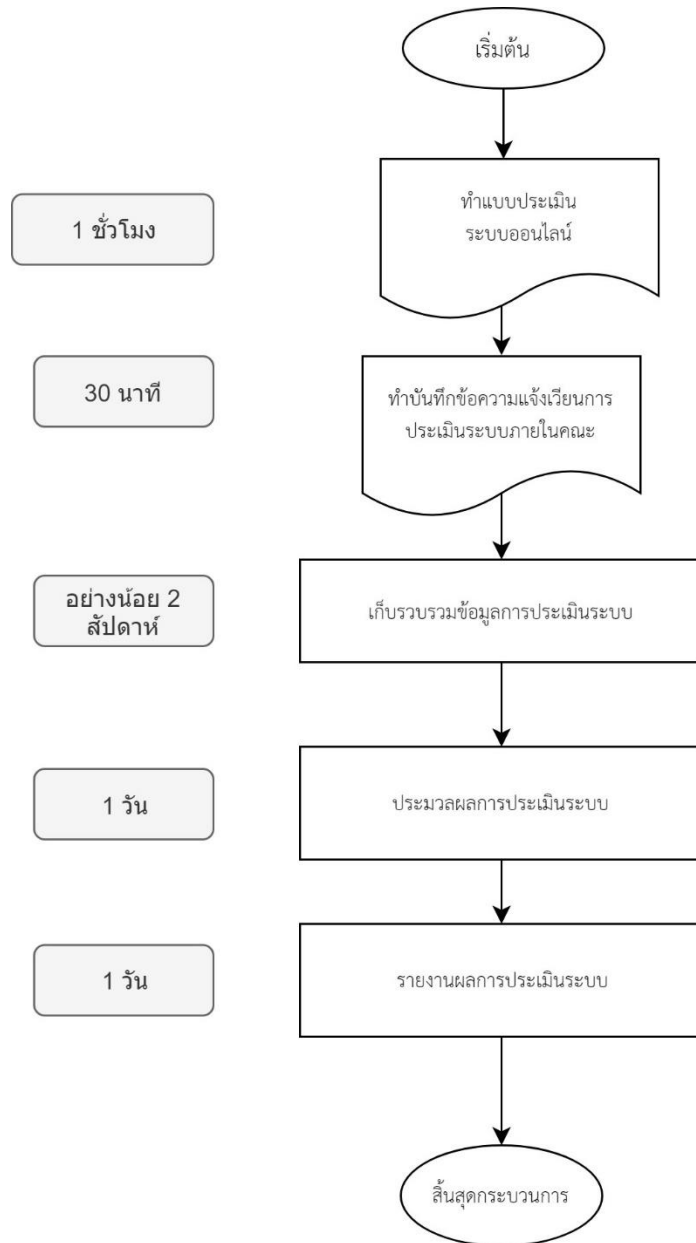 เริ่มต้น
1 ชั่วโมง
ทำแบบประเมิน
ระบบออนไลน์
30 นาที
ทำบันทึกข้อความแจ้งเวียนการ
ประเมินระบบภายในคณะ
อย่างน้อย 2
สัปดาห์
เก็บรวบรวมข้อมูลการประเมินระบบ
1 วัน
ประมวลผลการประเมินระบบ
1 วัน
รายงานผลการประเมินระบบ
สิ้นสุดกระบวนการ